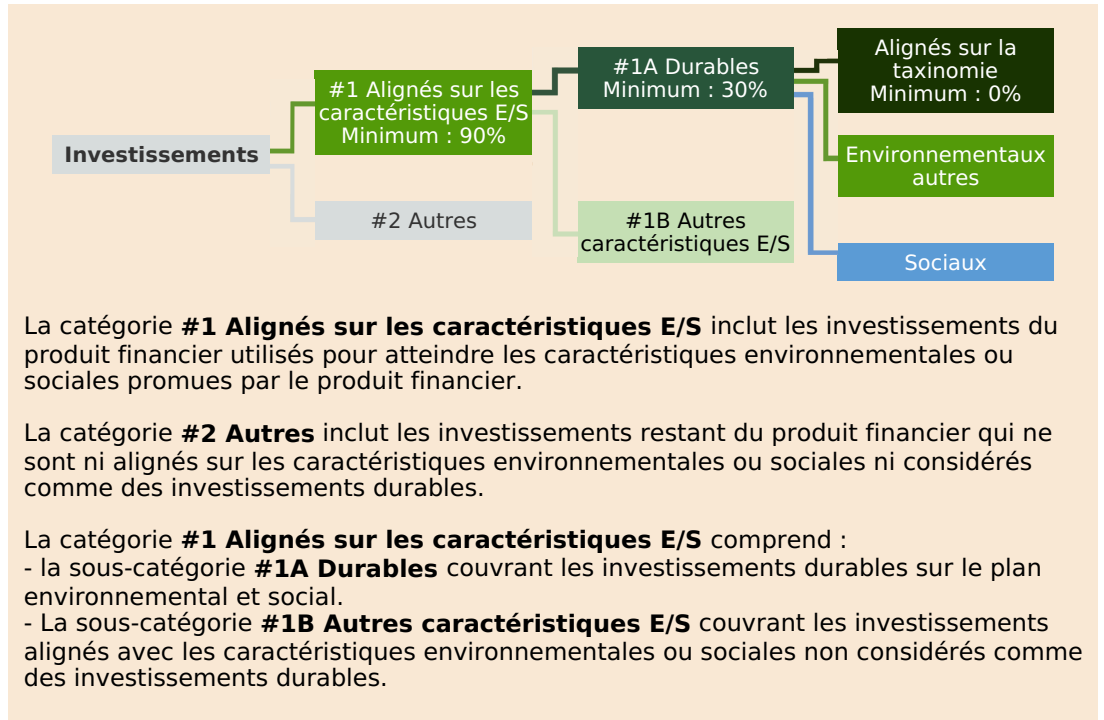 Investissements
#1 Alignés sur les
caractéristiques E/S
Minimum : 90%
#2 Autres
#1A Durables
Minimum : 30%
#1B Autres
caractéristiques E/S
Alignés sur la
taxinomie
Minimum : 0%
Environnementaux
autres
Sociaux
La catégorie #1 Alignés sur les caractéristiques E/S inclut les investissements du
produit financier utilisés pour atteindre les caractéristiques environnementales ou
sociales promues par le produit financier.
La catégorie #2 Autres inclut les investissements restant du produit financier qui ne
sont ni alignés sur les caractéristiques environnementales ou sociales ni considérés
comme des investissements durables.
La catégorie #1 Alignés sur les caractéristiques E/S comprend :
- la sous-catégorie #1A Durables couvrant les investissements durables sur le plan
environnemental et social.
- La sous-catégorie #1B Autres caractéristiques E/S couvrant les investissements
alignés avec les caractéristiques environnementales ou sociales non considérés comme
des investissements durables.